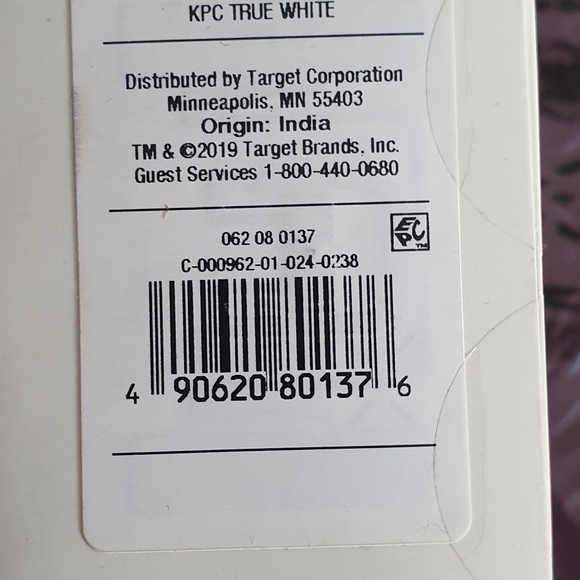 KPC TRUE WHITE
Distributed by Target Corporation
Minneapolis, MN 55403
Origin: India
TM & ©2019 Target Brands, Inc.
Guest Services 1-800-440-0680
062 08 0137
EPC™
C-000962-01-024-0238
4 90620 80137 6